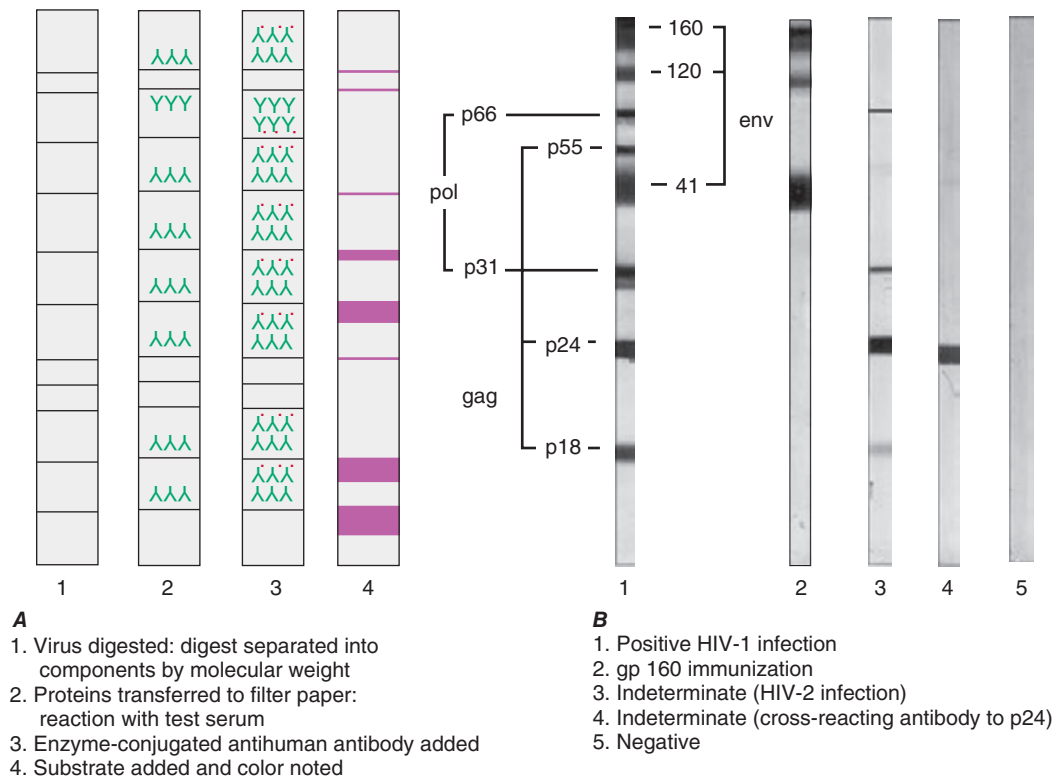 160
120
p66
env
p55
pol
41
p31
p24
gag
p18
1 2 3 4
1 2 3 4 5
A
1. Virus digested: digest separated into
components by molecular weight
2. Proteins transferred to filter paper:
reaction with test serum
3. Enzyme-conjugated antihuman antibody added
4. Substrate added and color noted
B
1. Positive HIV-1 infection
2. gp 160 immunization
3. Indeterminate (HIV-2 infection)
4. Indeterminate (cross-reacting antibody to p24)
5. Negative